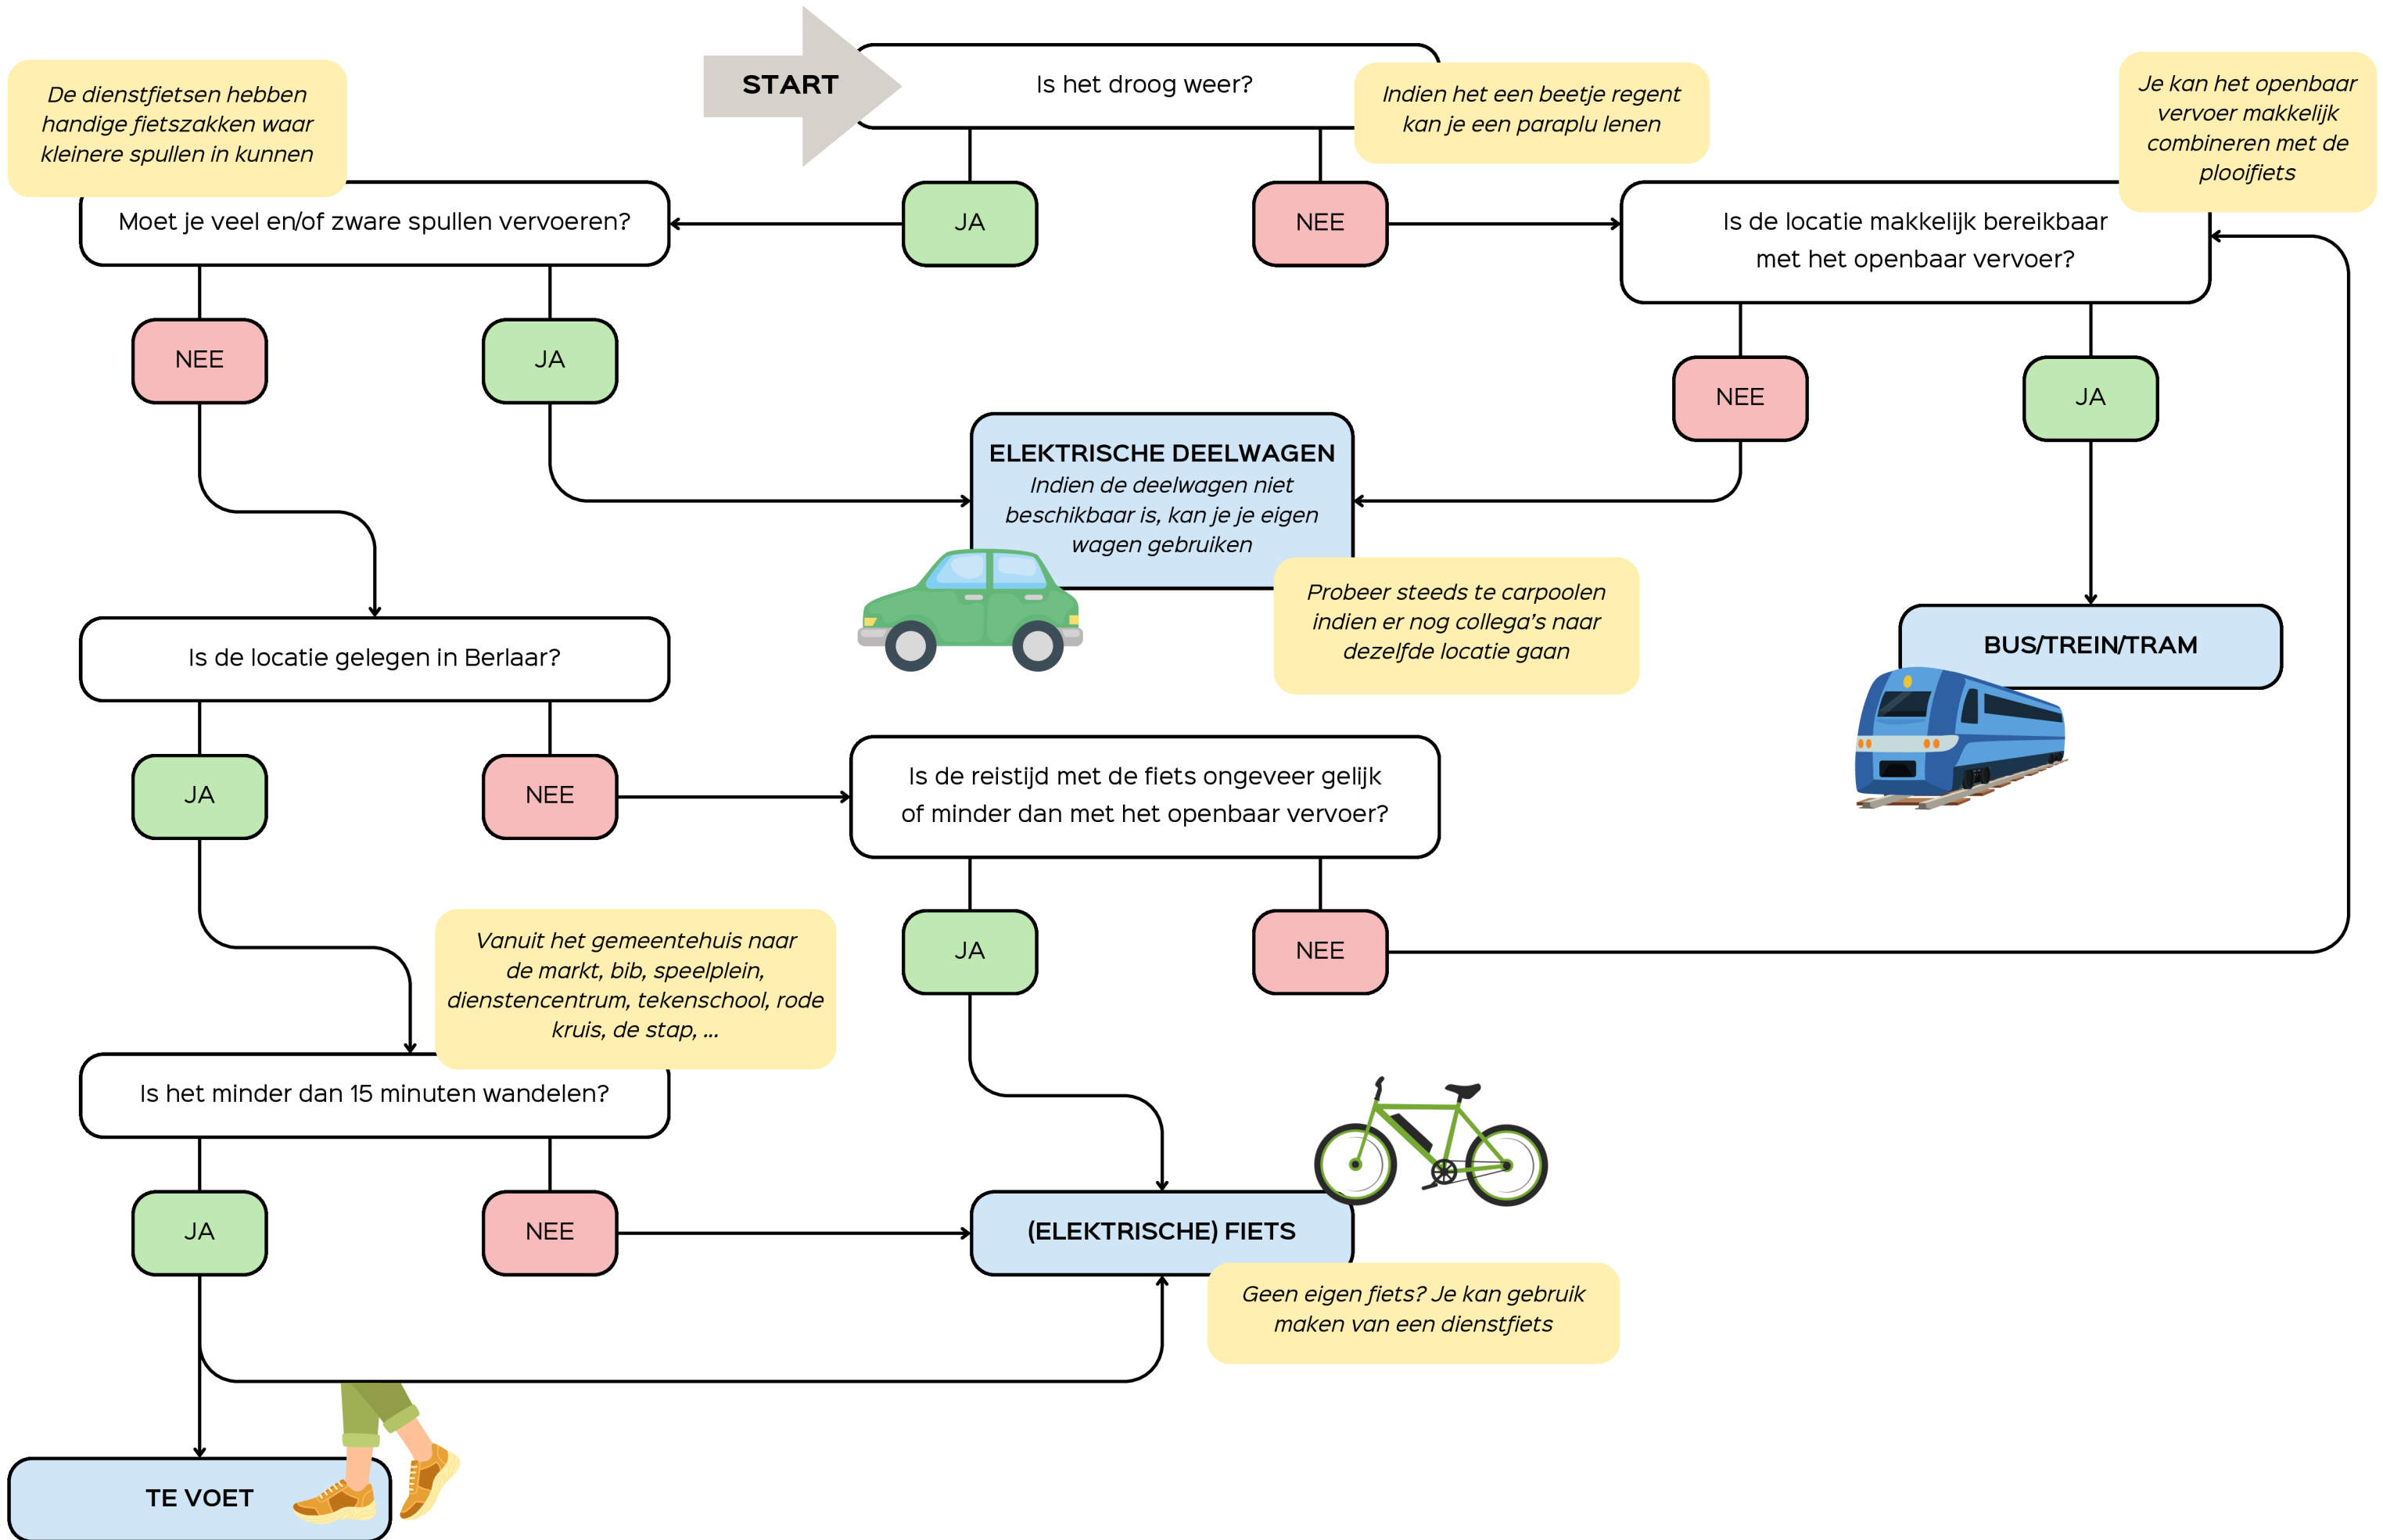 START
Is het droog weer?
Indien het een beetje regent
kan je een paraplu lenen
De dienstfietsen hebben
handige fietszakken waar
kleinere spullen in kunnen
Je kan het openbaar
vervoer makkelijk
combineren met de
plooifiets
Moet je veel en/of zware spullen vervoeren?
JA
NEE
Is de locatie makkelijk bereikbaar
met het openbaar vervoer?
NEE
JA
NEE
JA
ELEKTRISCHE DEELWAGEN
Indien de deelwagen niet
beschikbaar is, kan je je eigen
wagen gebruiken
Probeer steeds te carpoolen
indien er nog collega's naar
dezelfde locatie gaan
BUS/TREIN/TRAM
Is de locatie gelegen in Berlaar?
JA
NEE
Is de reistijd met de fiets ongeveer gelijk
of minder dan met het openbaar vervoer?
JA
NEE
Vanuit het gemeentehuis naar
de markt, bib, speelplein,
dienstencentrum, tekenschool, rode
kruis, de stap, ...
Is het minder dan 15 minuten wandelen?
JA
NEE
(ELEKTRISCHE) FIETS
Geen eigen fiets? Je kan gebruik
maken van een dienstfiets
TE VOET